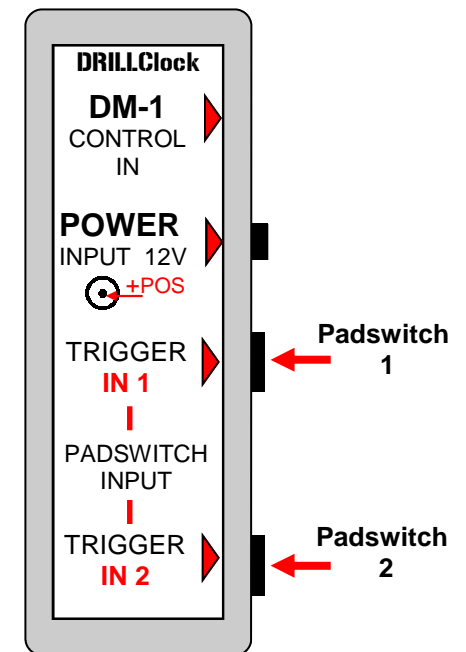 DRILLClock
DM-1
CONTROL
IN
POWER
INPUT 12V
+POS
TRIGGER
IN 1
PADSWITCH
INPUT
TRIGGER
IN 2
Padswitch
1
Padswitch
2